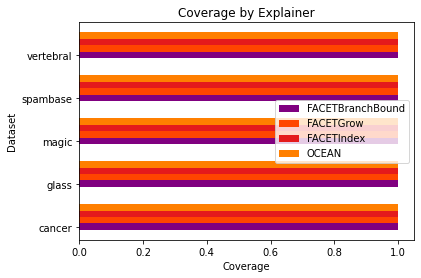 Coverage by Explainer
Dataset
vertebral
spambase
magic
glass
cancer
FACETBranchBound
FACETGrow
FACETIndex
OCEAN
0.0 0.2 0.4 0.6 0.8 1.0
Coverage